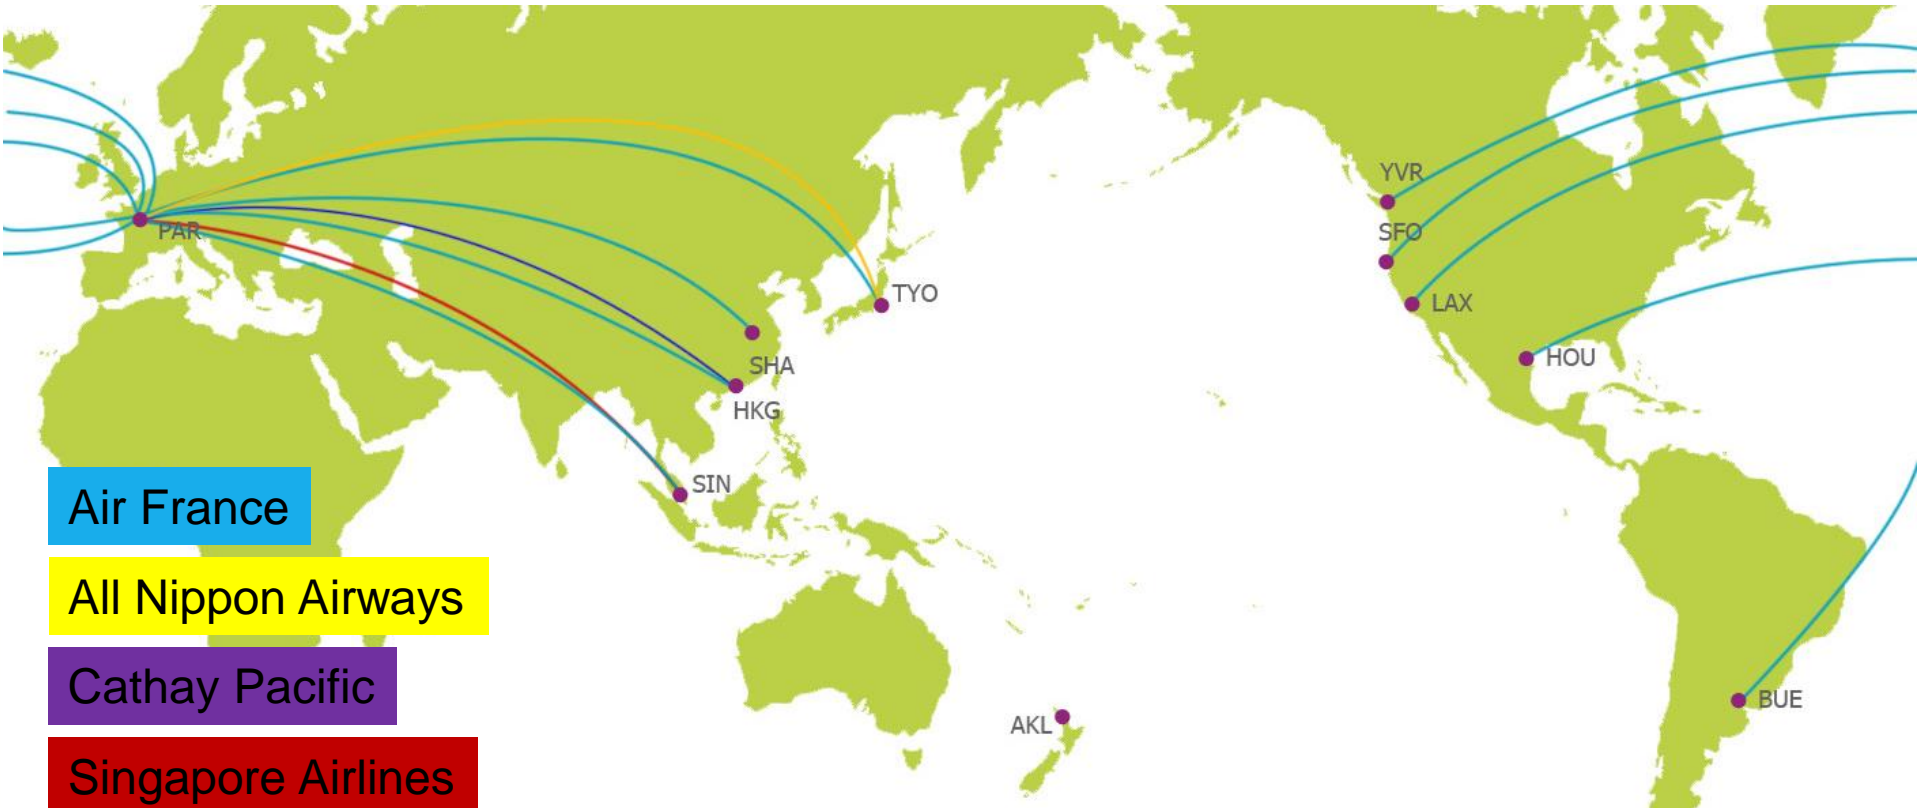 YVR
SFO
PAR
TYO
LAX
SHA
HOU
HKG
SIN
Air France
All Nippon Airways
Cathay Pacific
AKL
BUE
Singapore Airlines